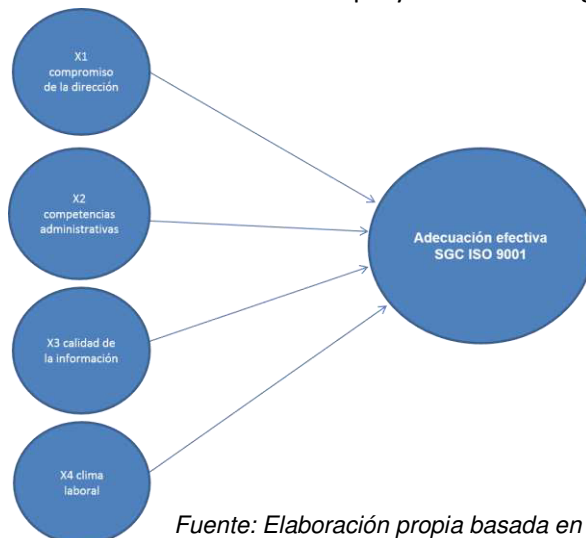 X1
compromiso
de la dirección
X2
competencias
administrativas
Adecuación efectiva
SGC ISO 9001
X3 calidad de
la información
X4 clima
laboral
Fuente: Elaboración propia basada en